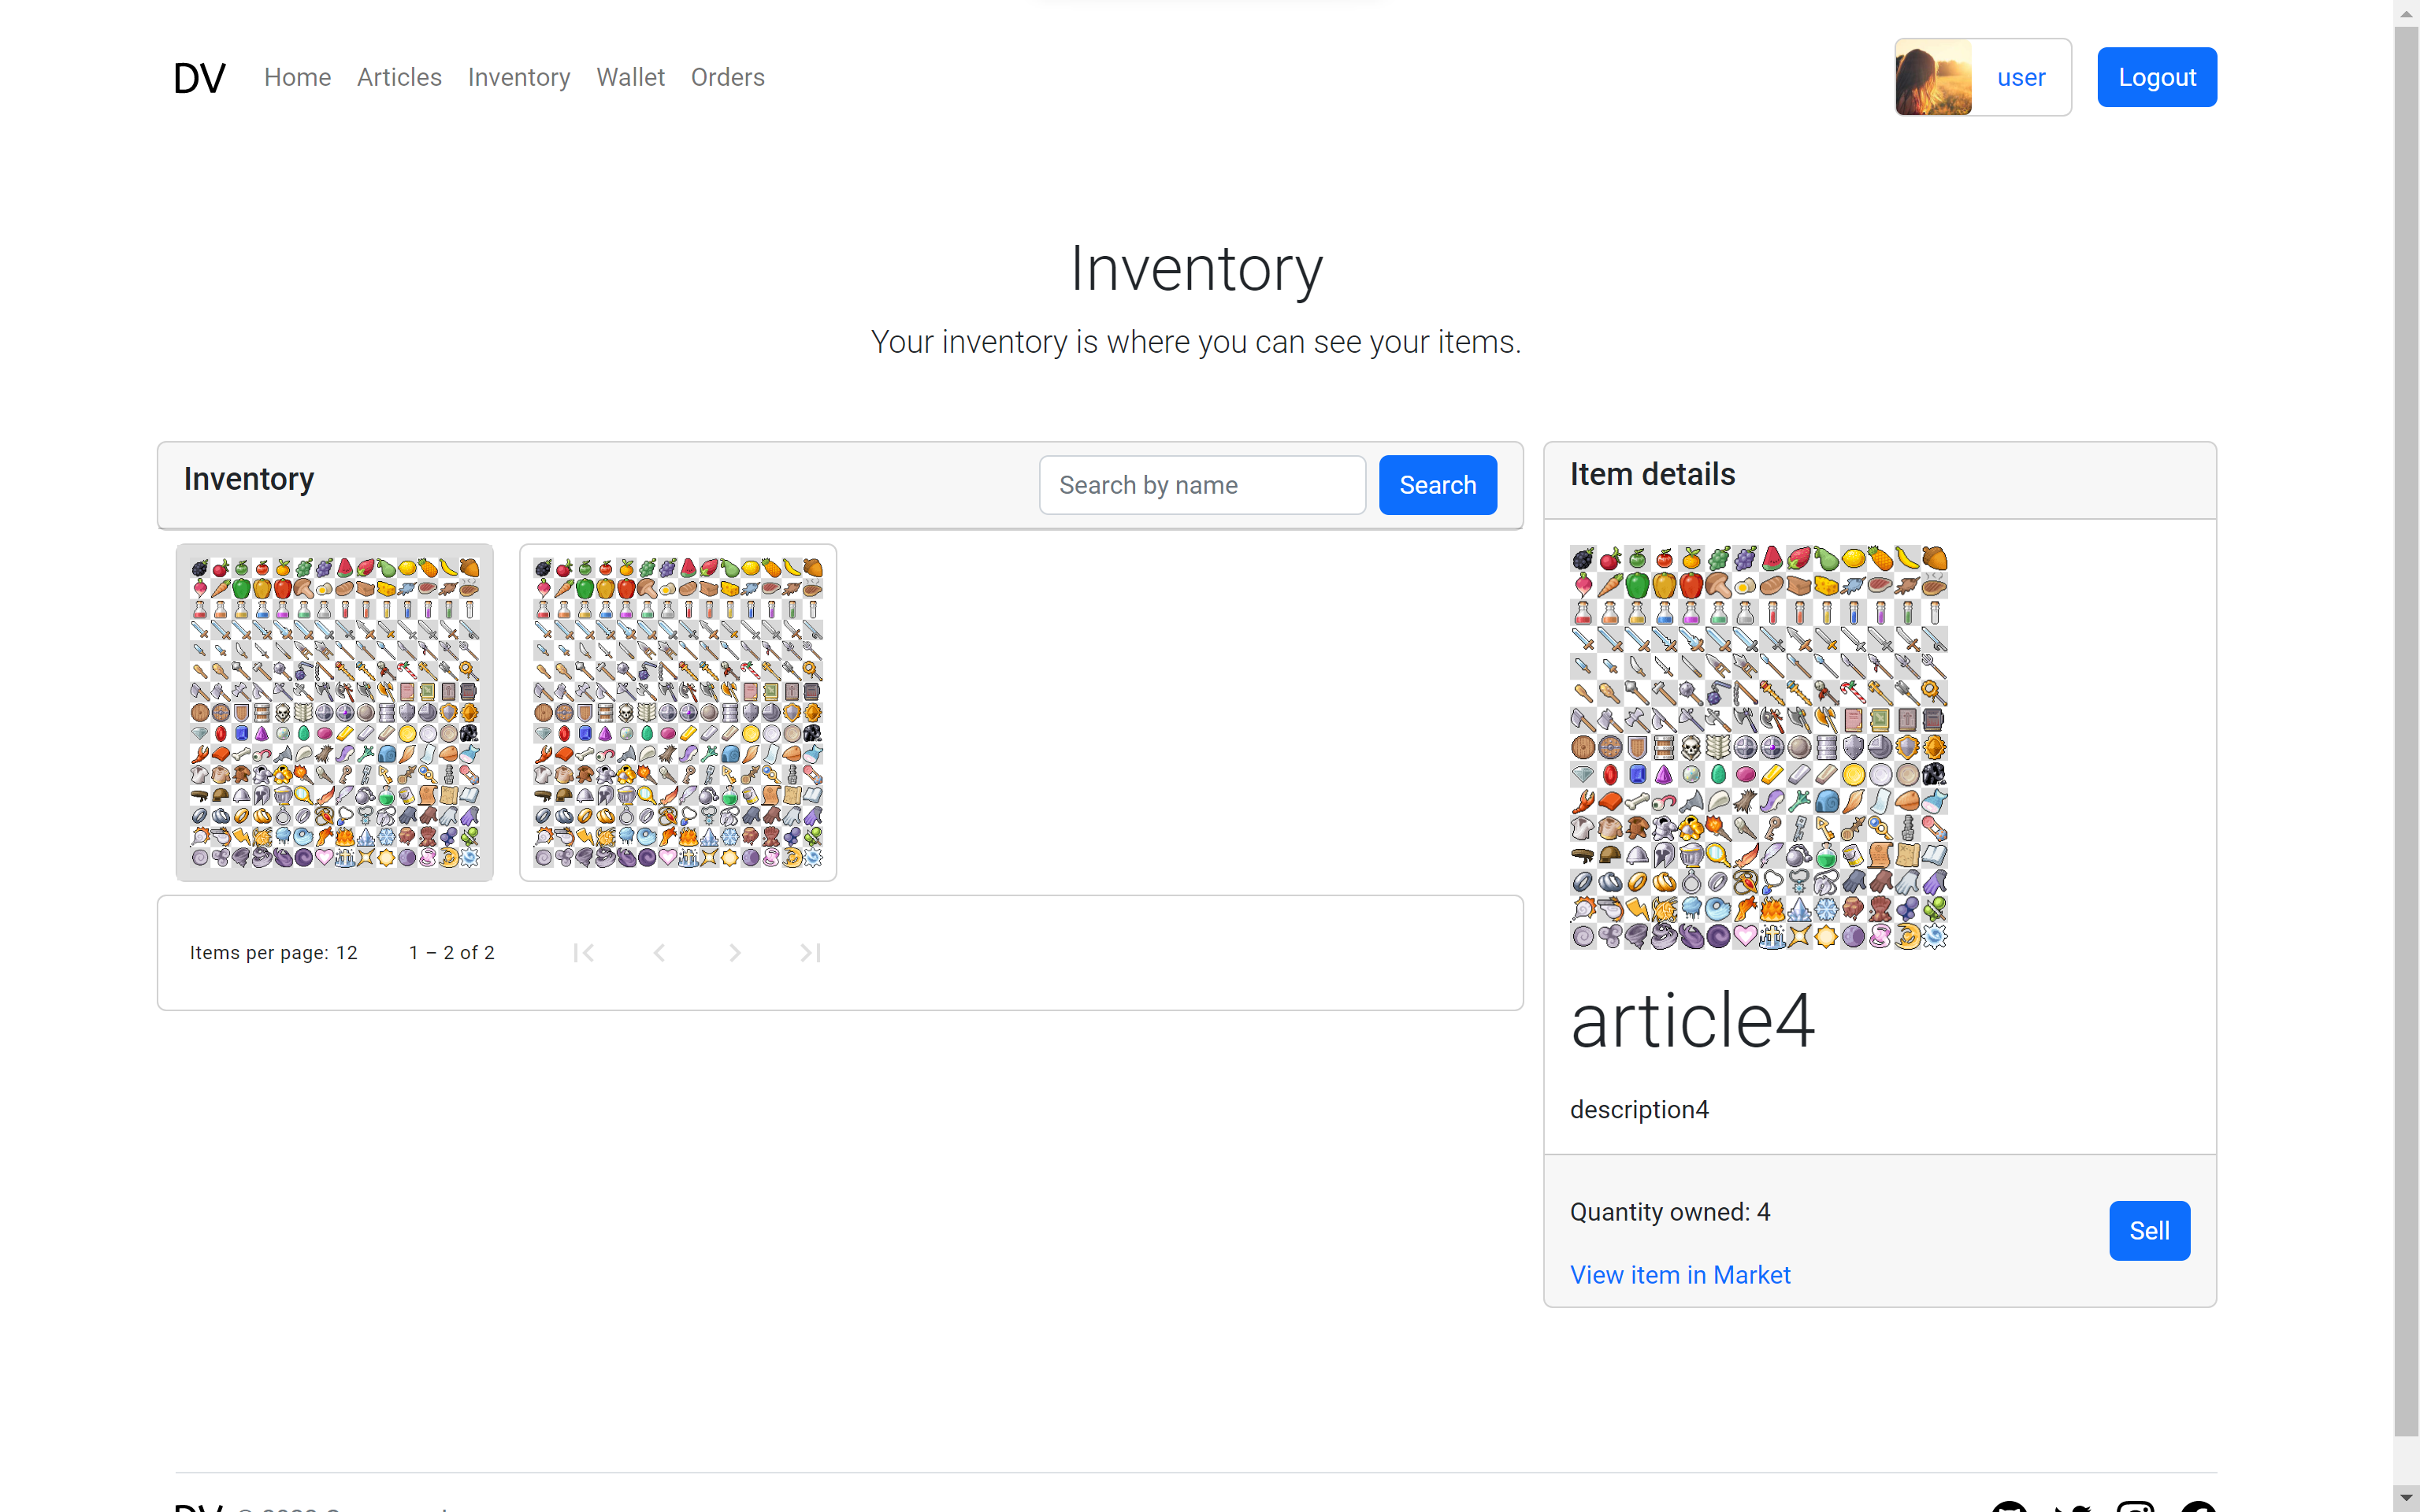 DV Home Articles Inventory Wallet Orders user Logout
Inventory
Your inventory is where you can see your items.
Inventory Search by name Search
Item details
article4
description4
Items per page: 12 1 – 2 of 2
Quantity owned: 4
Sell
View item in Market